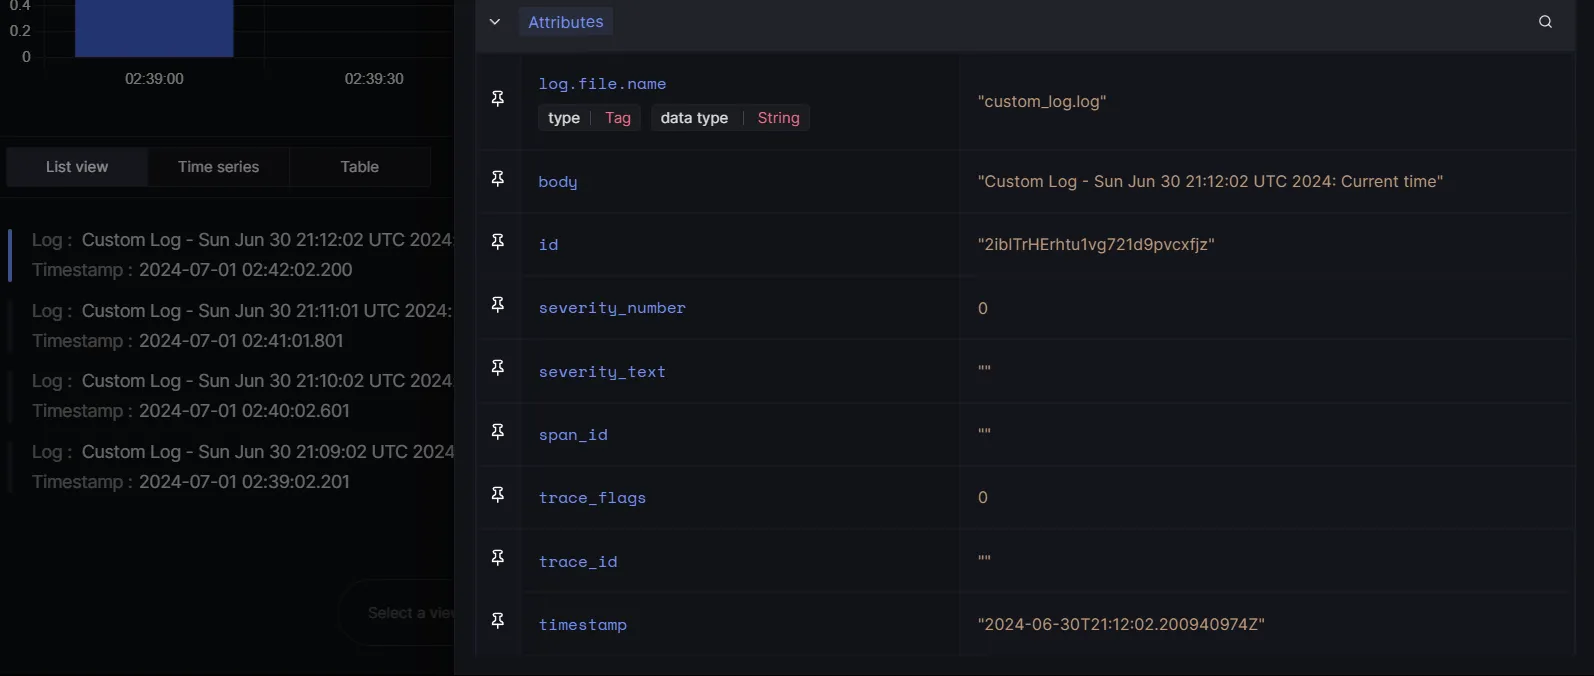 0.4
0.2
0
02:39:00 02:39:30
List view Time series Table
Log : Custom Log - Sun Jun 30 21:12:02 UTC 2024:
Timestamp : 2024-07-01 02:42:02.200
Log : Custom Log - Sun Jun 30 21:11:01 UTC 2024:
Timestamp : 2024-07-01 02:41:01.801
Log : Custom Log - Sun Jun 30 21:10:02 UTC 2024
Timestamp : 2024-07-01 02:40:02.601
Log : Custom Log - Sun Jun 30 21:09:02 UTC 2024
Timestamp : 2024-07-01 02:39:02.201
Select a view
Attributes
log.file.name
type Tag data type String
"custom_log.log"
body "Custom Log - Sun Jun 30 21:12:02 UTC 2024: Current time"
id "2iblTrHErhtu1vg721d9pvcxfjz"
severity_number 0
severity_text ""
span_id ""
trace_flags 0
trace_id ""
timestamp "2024-06-30T21:12:02.200940974Z"